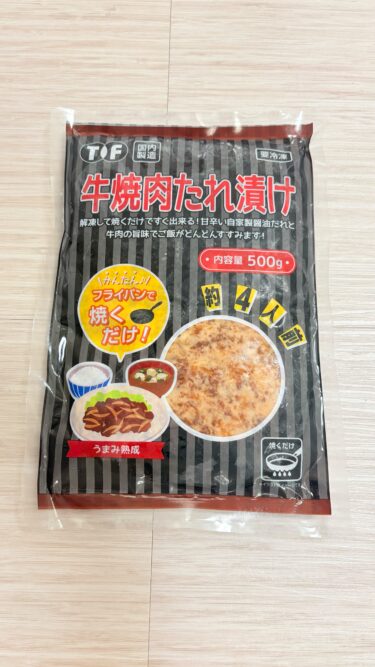 TOF
国内
製造
要冷凍
牛焼肉たれ漬け
解凍して焼くだけですぐ出来る!甘辛い自家製醤油だれと
牛肉の旨味でご飯がどんどんすすみます!
・内容量 500g・
かんたん!!
フライパンで
焼く
だけ!
約4人前
うまみ熟成
焼くだけ